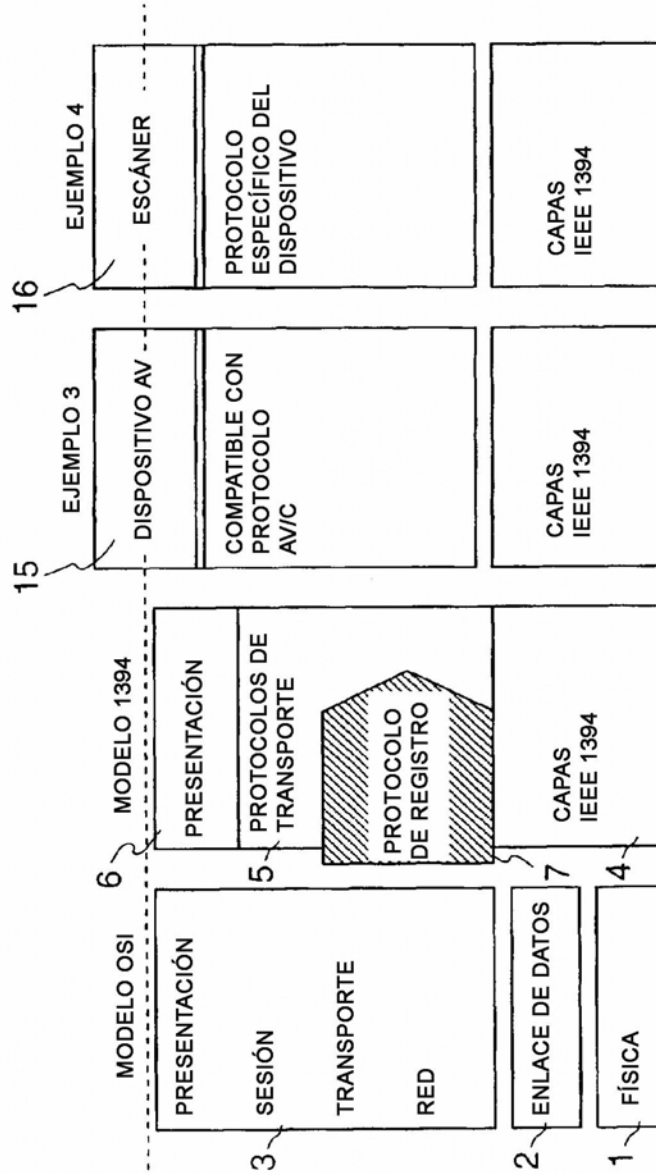 MODELO OSI
PRESENTACIÓN
SESIÓN
3
TRANSPORTE
RED
2
ENLACE DE DATOS
1
FÍSICA
MODELO 1394
6
PRESENTACIÓN
5
PROTOCOLOS DE
TRANSPORTE
PROTOCOLO
DE REGISTRO
7
4
CAPAS
IEEE 1394
EJEMPLO 3
15
DISPOSITIVO AV
COMPATIBLE CON
PROTOCOLO
AV/C
CAPAS
IEEE 1394
EJEMPLO 4
16
ESCÁNER
PROTOCOLO
ESPECÍFICO DEL
DISPOSITIVO
CAPAS
IEEE 1394